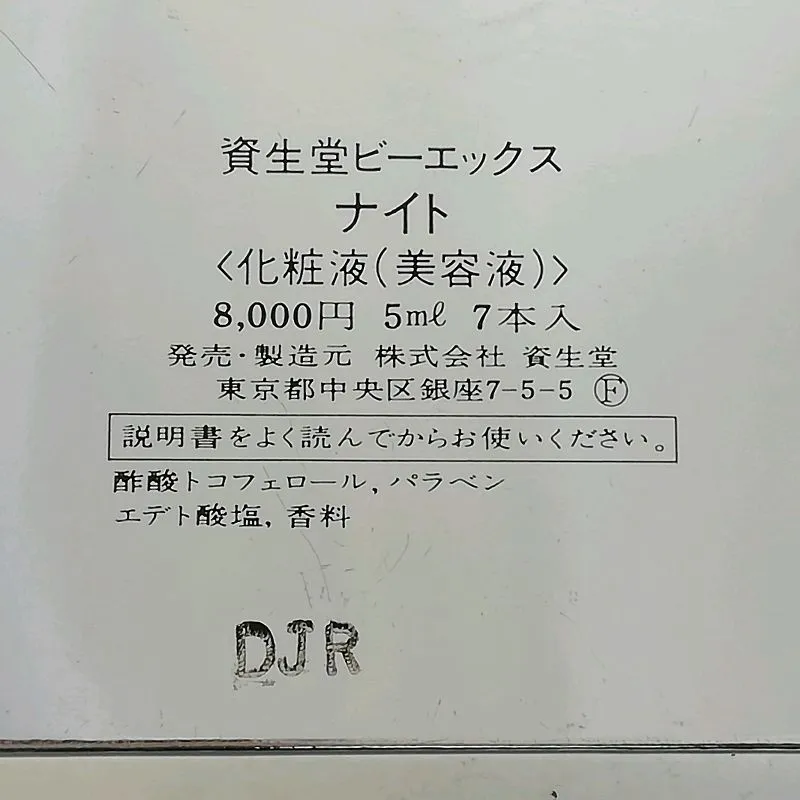 資生堂ビーエックス
ナイト
〈化粧液(美容液)〉
8,000円 5mℓ 7本入
発売・製造元 株式会社 資生堂
東京都中央区銀座7-5-5 Ⓕ
説明書をよく読んでからお使いください。
酢酸トコフェロール, パラベン
エデト酸塩, 香料
DJR